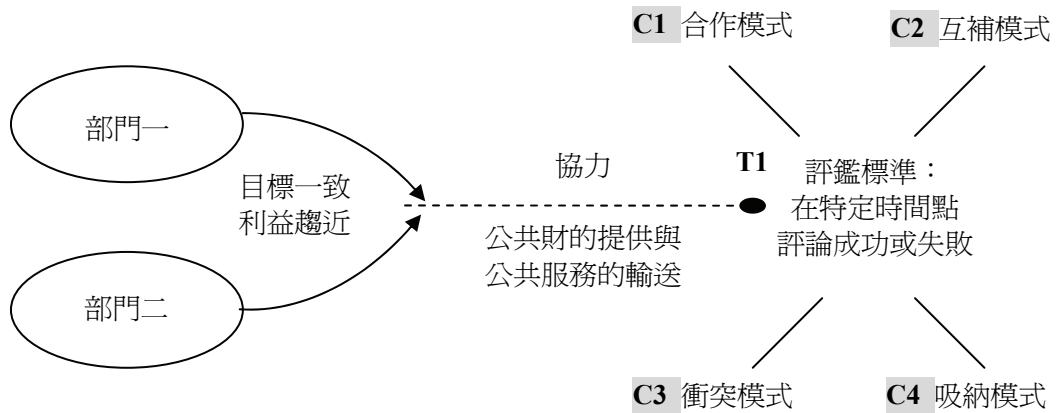 C1 合作模式
C2 互補模式
部門一
目標一致
利益趨近
部門二
協力
公共財的提供與
公共服務的輸送
T1
評鑑標準：
在特定時間點
評論成功或失敗
C3 衝突模式
C4 吸納模式